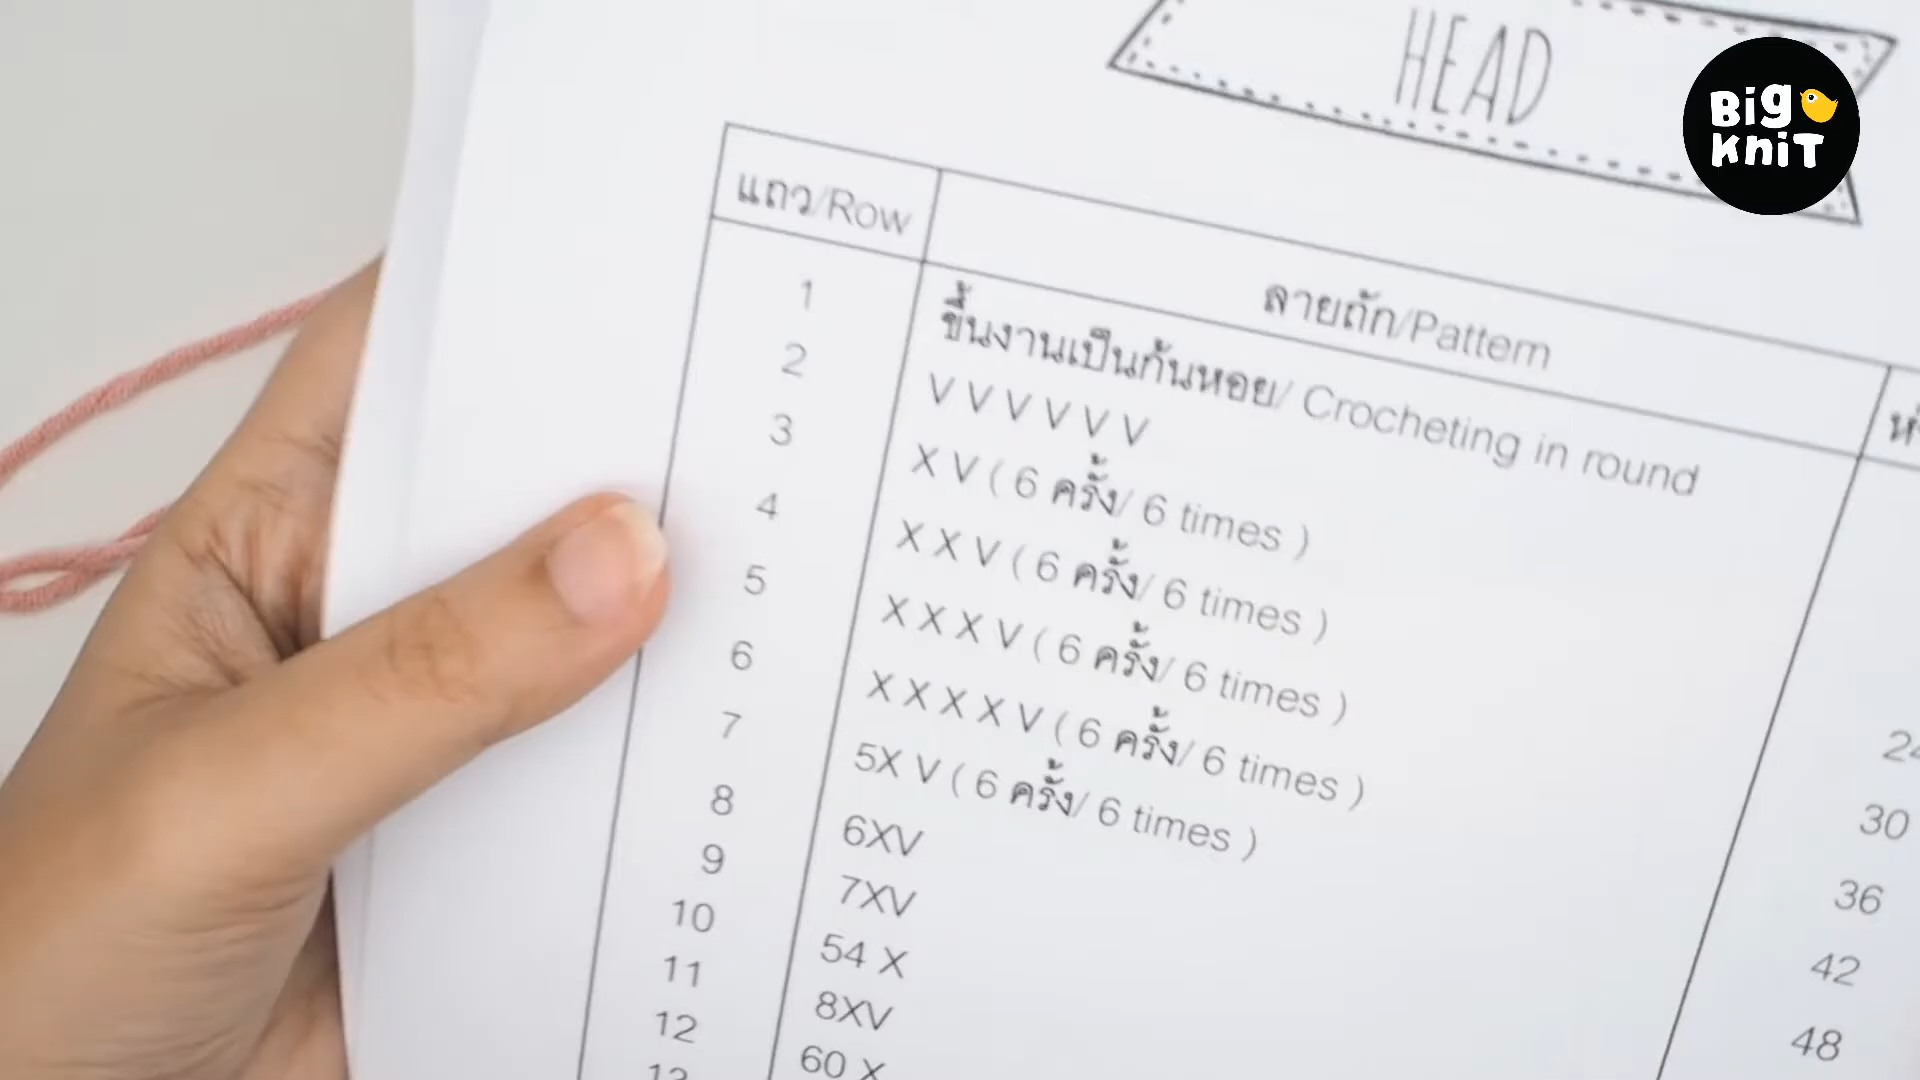 HEAD
Big
kniT
แถว/Row
ลายถัก/Pattern
1 ขึ้นงานเป็นก้นหอย/ Crocheting in round
2 V V V V V V
3 X V ( 6 ครั้ง/ 6 times )
4 X X V ( 6 ครั้ง/ 6 times )
5 X X X V ( 6 ครั้ง/ 6 times )
6 X X X X V ( 6 ครั้ง/ 6 times )
7 5X V ( 6 ครั้ง/ 6 times )
8 6XV
9 7XV
10 54 X
11 8XV
12 60 X
24
30
36
42
48